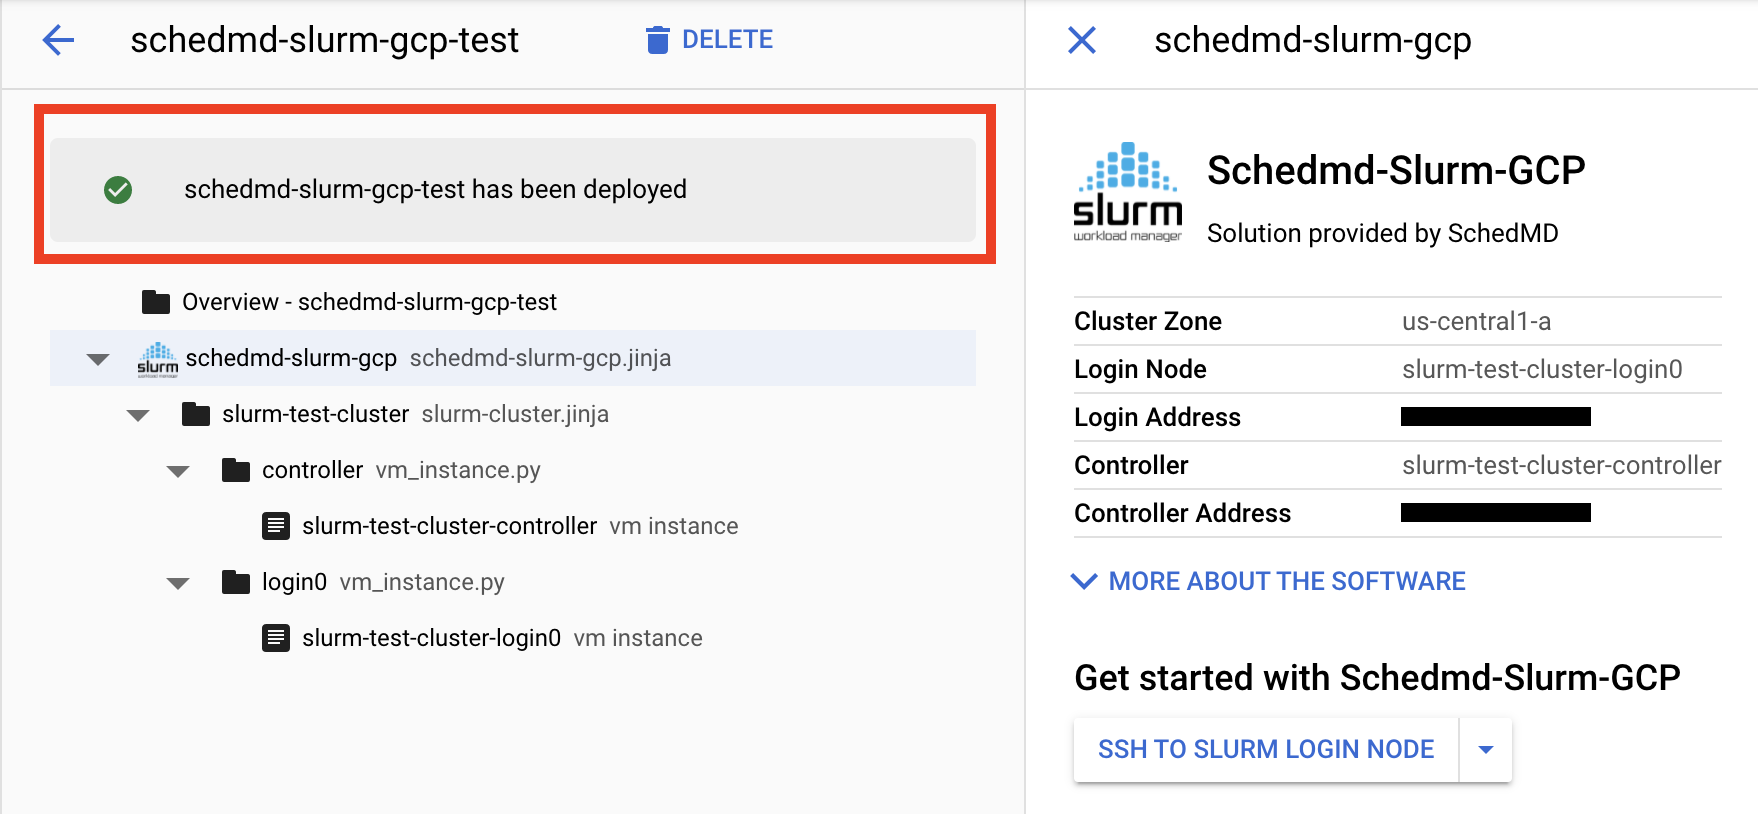 schedmd-slurm-gcp-test DELETE
schedmd-slurm-gcp-test has been deployed
Overview - schedmd-slurm-gcp-test
slurm workload manager schedmd-slurm-gcp schedmd-slurm-gcp.jinja
slurm-test-cluster slurm-cluster.jinja
controller vm_instance.py
slurm-test-cluster-controller vm instance
login0 vm_instance.py
slurm-test-cluster-login0 vm instance
schedmd-slurm-gcp
slurm
workload manager
Schedmd-Slurm-GCP
Solution provided by SchedMD
Cluster Zone us-central1-a
Login Node slurm-test-cluster-login0
Login Address
Controller slurm-test-cluster-controller
Controller Address
MORE ABOUT THE SOFTWARE
Get started with Schedmd-Slurm-GCP
SSH TO SLURM LOGIN NODE